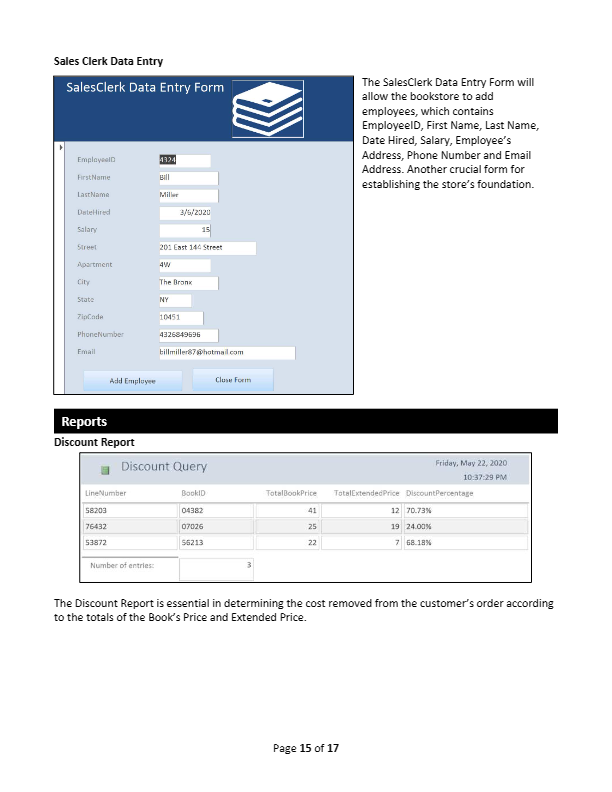 Sales Clerk Data Entry
SalesClerk Data Entry Form
The SalesClerk Data Entry Form will
allow the bookstore to add
employees, which contains
EmployeeID, First Name, Last Name,
Date Hired, Salary, Employee's
Address, Phone Number and Email
Address. Another crucial form for
establishing the store's foundation.
EmployeeID 4324
FirstName Bill
LastName Miller
DateHired 3/6/2020
Salary 15
Street 201 East 144 Street
Apartment 4W
City The Bronx
State NY
ZipCode 10451
PhoneNumber 4326849696
Email billmiller87@hotmail.com
Add Employee Close Form
Reports
Discount Report
Discount Query
Friday, May 22, 2020
10:37:29 PM
LineNumber BookID TotalBookPrice TotalExtendedPrice DiscountPercentage
58203 04382 41 12 70.73%
76432 07026 25 19 24.00%
53872 56213 22 7 68.18%
Number of entries: 3
The Discount Report is essential in determining the cost removed from the customer's order according
to the totals of the Book's Price and Extended Price.
Page 15 of 17